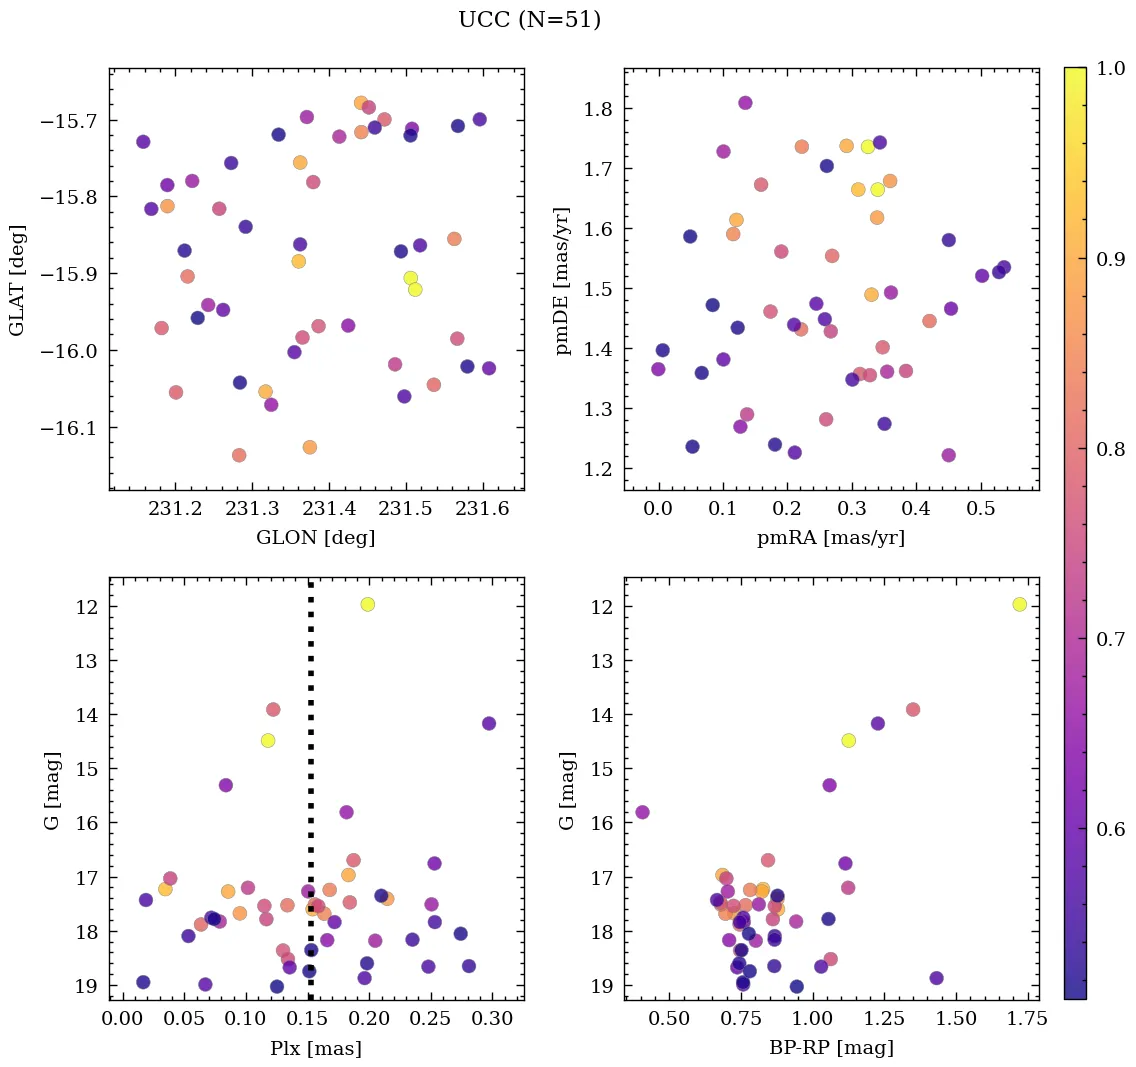 UCC (N=51)
−15.7
−15.8
−15.9
−16.0
−16.1
GLAT [deg]
231.2 231.3 231.4 231.5 231.6
GLON [deg]
1.8
1.7
1.6
1.5
1.4
1.3
1.2
pmDE [mas/yr]
0.0 0.1 0.2 0.3 0.4 0.5
pmRA [mas/yr]
12
13
14
15
16
17
18
19
G [mag]
0.00 0.05 0.10 0.15 0.20 0.25 0.30
Plx [mas]
12
13
14
15
16
17
18
19
G [mag]
0.50 0.75 1.00 1.25 1.50 1.75
BP-RP [mag]
1.0
0.9
0.8
0.7
0.6